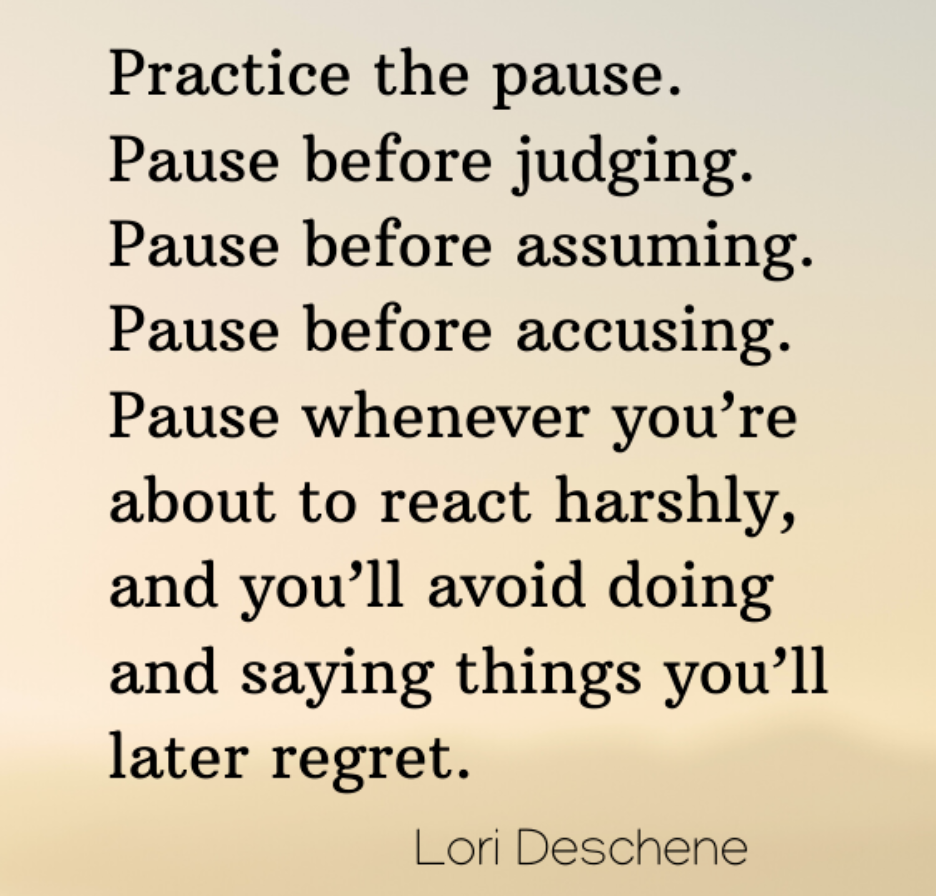 Practice the pause.
Pause before judging.
Pause before assuming.
Pause before accusing.
Pause whenever you’re
about to react harshly,
and you’ll avoid doing
and saying things you’ll
later regret.
Lori Deschene